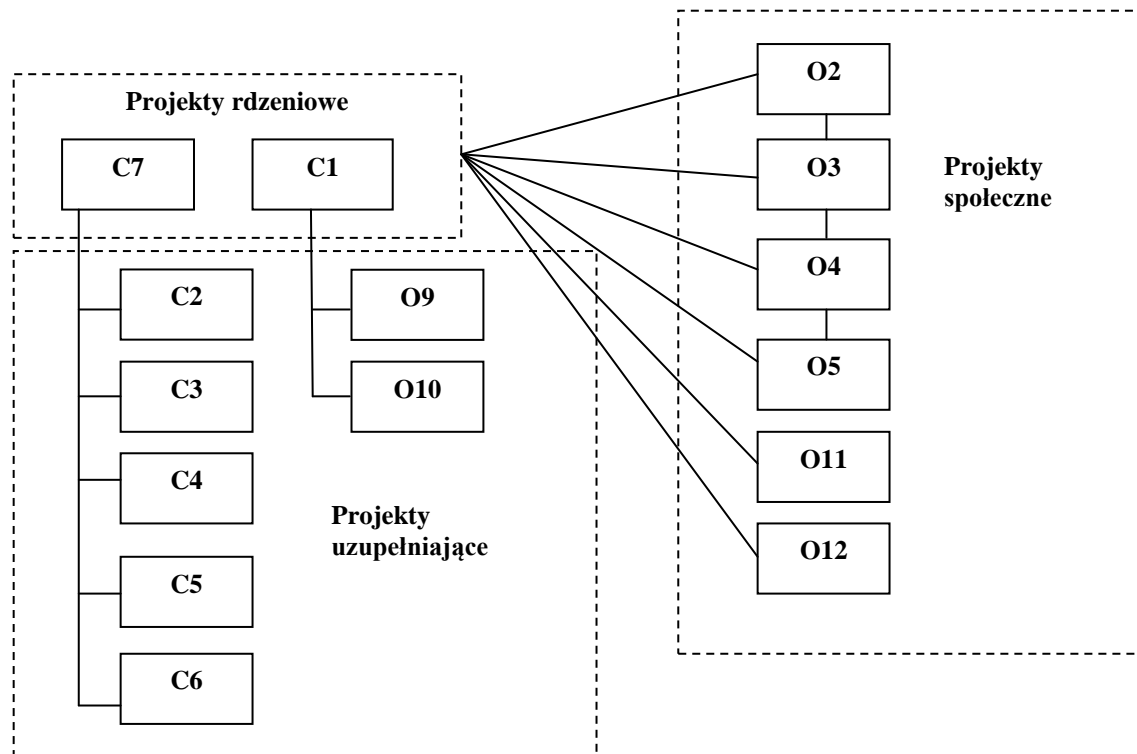 Projekty rdzeniowe
C7
C1
C2
C3
C4
C5
C6
O9
O10
Projekty
uzupełniające
O2
O3
O4
O5
O11
O12
Projekty
społeczne